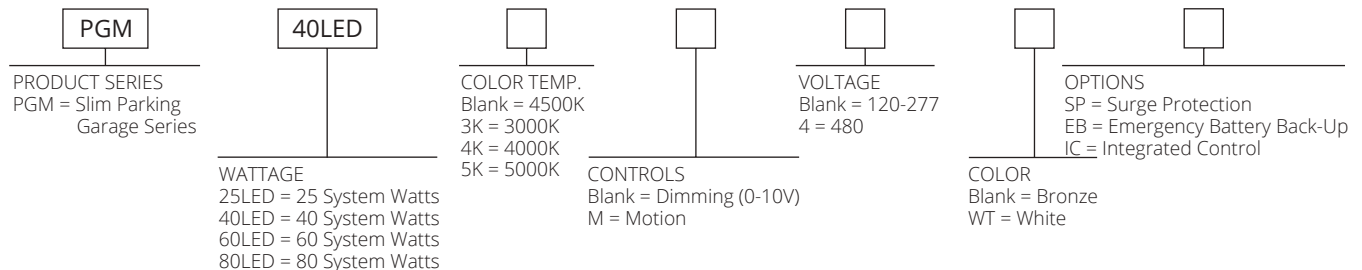 PGM
40LED
PRODUCT SERIES
PGM = Slim Parking
Garage Series
WATTAGE
25LED = 25 System Watts
40LED = 40 System Watts
60LED = 60 System Watts
80LED = 80 System Watts
COLOR TEMP.
Blank = 4500K
3K = 3000K
4K = 4000K
5K = 5000K
CONTROLS
Blank = Dimming (0-10V)
M = Motion
VOLTAGE
Blank = 120-277
4 = 480
COLOR
Blank = Bronze
WT = White
OPTIONS
SP = Surge Protection
EB = Emergency Battery Back-Up
IC = Integrated Control